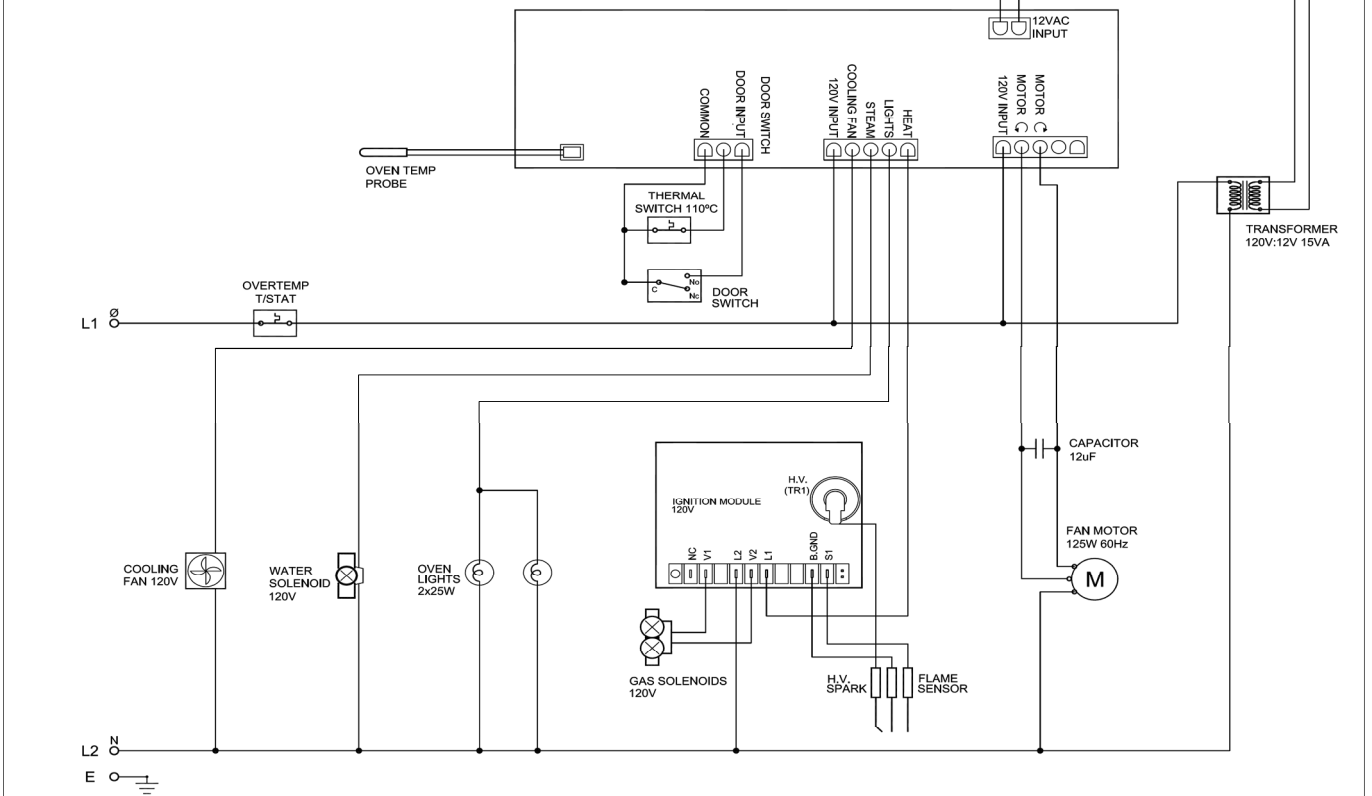 12VAC
INPUT
COMMON
DOOR INPUT
DOOR SWITCH
120V INPUT
COOLING FAN
STEAM
LIGHTS
HEAT
120V INPUT
MOTOR
MOTOR
OVEN TEMP
PROBE
THERMAL
SWITCH 110ºC
TRANSFORMER
120V:12V 15VA
No
C
Nc
DOOR
SWITCH
OVERTEMP
T/STAT
L1
Ø
CAPACITOR
12uF
H.V.
(TR1)
IGNITION MODULE
120V
NC
V1
L2
V2
L1
B.GND
S1
FAN MOTOR
125W 60Hz
M
COOLING
FAN 120V
WATER
SOLENOID
120V
OVEN
LIGHTS
2x25W
GAS SOLENOIDS
120V
H.V.
SPARK
FLAME
SENSOR
L2
N
E